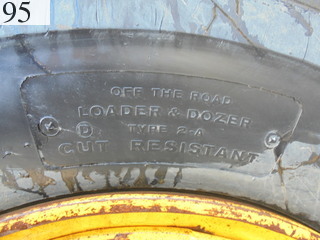 95
OFF THE ROAD
LOADER & DOZER
D TYPE 2-A
CUT RESISTANT